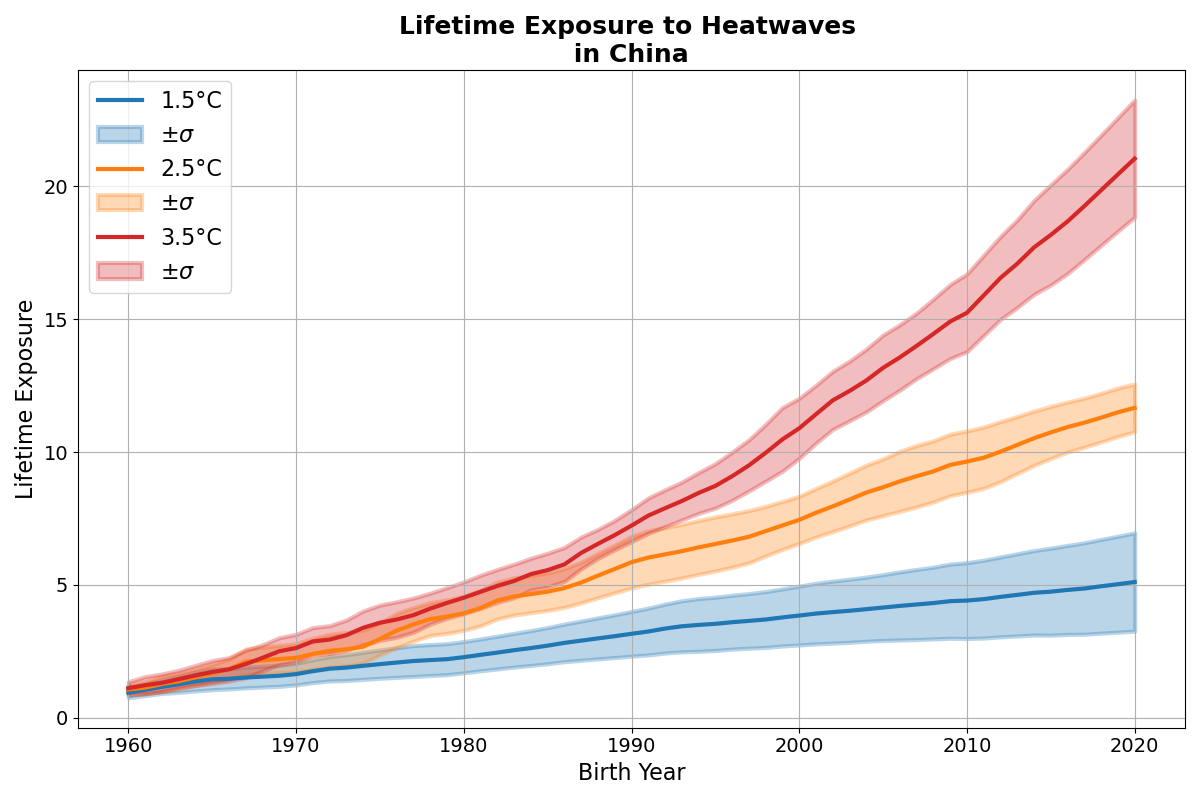 Lifetime Exposure to Heatwaves
in China
1.5°C
±σ
2.5°C
±σ
3.5°C
±σ
Lifetime Exposure
20
15
10
5
0
1960 1970 1980 1990 2000 2010 2020
Birth Year